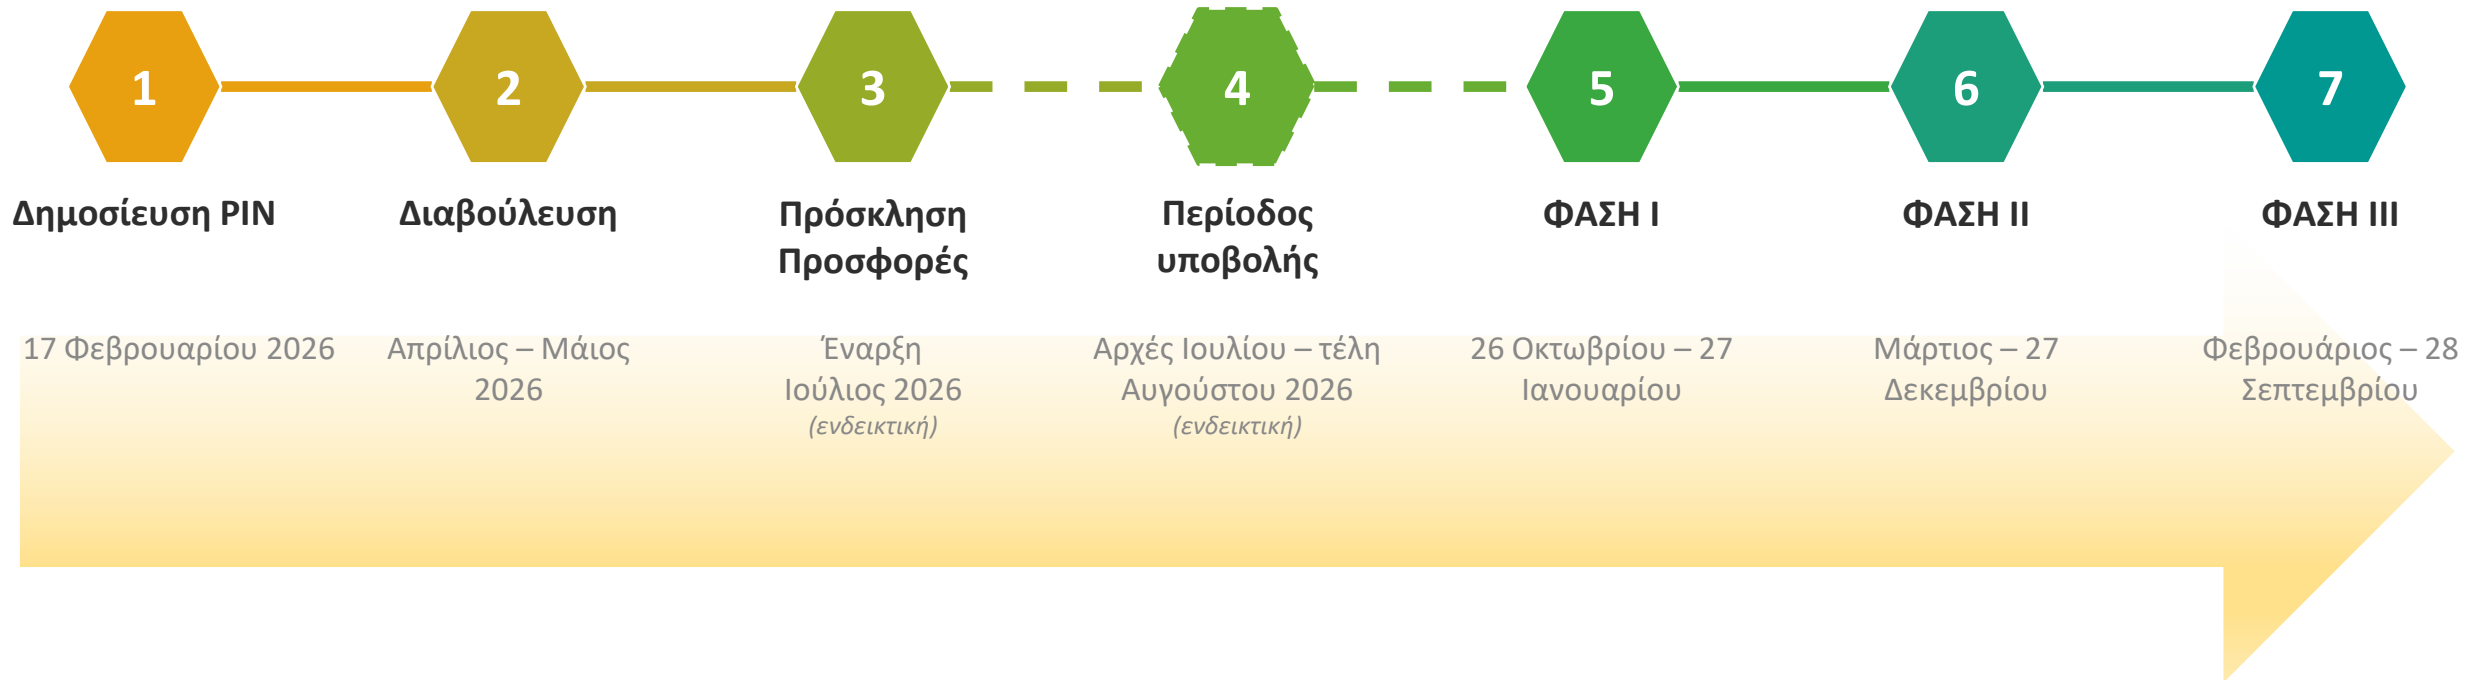 1
2
3
4
5
6
7
Δημοσίευση PIN
Διαβούλευση
Πρόσκληση
Προσφορές
Περίοδος
υποβολής
ΦΑΣΗ I
ΦΑΣΗ II
ΦΑΣΗ III
17 Φεβρουαρίου 2026
Απρίλιος – Μάιος
2026
Έναρξη
Ιούλιος 2026
(ενδεικτική)
Αρχές Ιουλίου – τέλη
Αυγούστου 2026
(ενδεικτική)
26 Οκτωβρίου – 27
Ιανουαρίου
Μάρτιος – 27
Δεκεμβρίου
Φεβρουάριος – 28
Σεπτεμβρίου